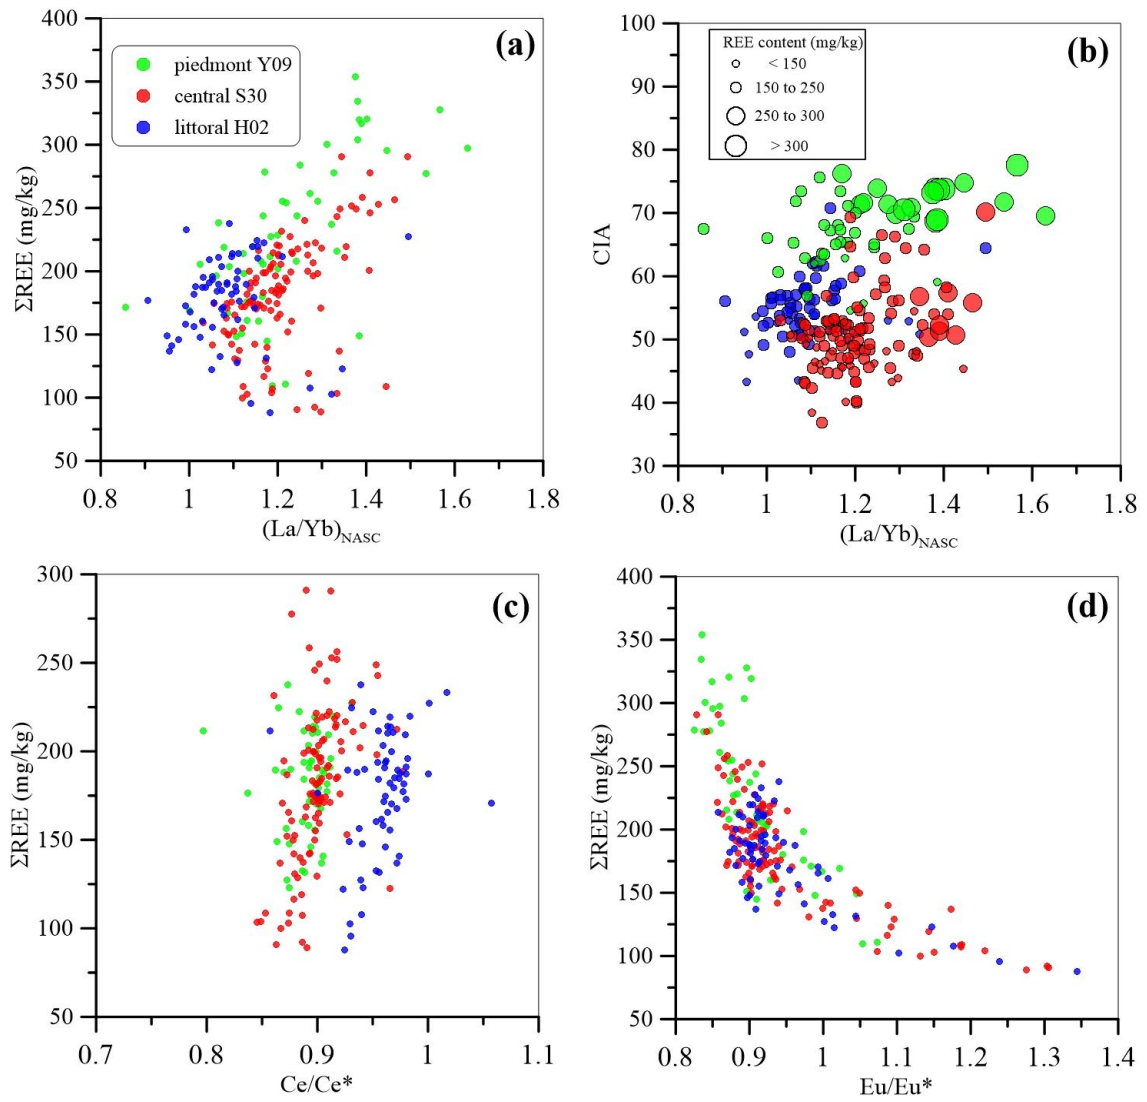 400
350
300
250
200
150
100
50
ΣREE (mg/kg)
(a)
piedmont Y09
central S30
littoral H02
0.8 1 1.2 1.4 1.6 1.8
(La/Yb)NASC
100
90
80
70
60
50
40
30
CIA
(b)
REE content (mg/kg)
< 150
150 to 250
250 to 300
> 300
0.8 1 1.2 1.4 1.6 1.8
(La/Yb)NASC
300
250
200
150
100
50
ΣREE (mg/kg)
(c)
0.7 0.8 0.9 1 1.1
Ce/Ce*
400
350
300
250
200
150
100
50
ΣREE (mg/kg)
(d)
0.8 0.9 1 1.1 1.2 1.3 1.4
Eu/Eu*